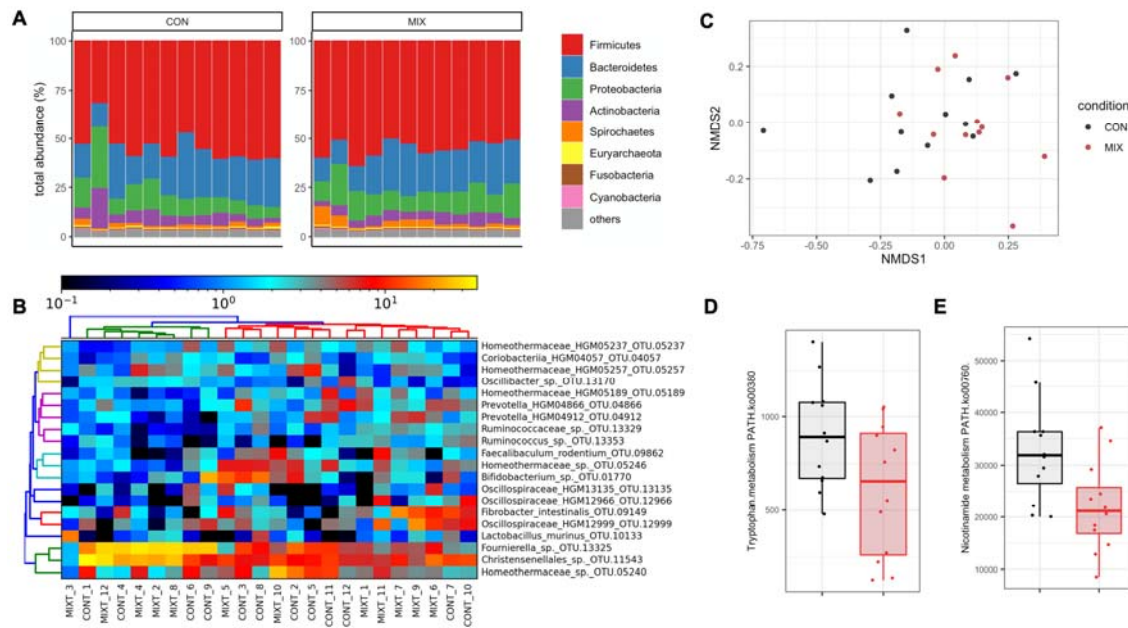 A
CON
MIX
total abundance (%)
100
75
50
25
0
100
75
50
25
0
Firmicutes
Bacteroidetes
Proteobacteria
Actinobacteria
Spirochaetes
Euryarchaeota
Fusobacteria
Cyanobacteria
others
C
NMDS2
0.2
0.0
-0.2
-0.75
-0.50
-0.25
0.00
0.25
NMDS1
condition
CON
MIX
B
10⁻¹
10⁰
10¹
Homeothermaceae_HGM05237_OTU.05237
Coriobacteriia_HGM04057_OTU.04057
Homeothermaceae_HGM05257_OTU.05257
Oscillibacter_sp._OTU.13170
Homeothermaceae_HGM05189_OTU.05189
Prevotella_HGM04866_OTU.04866
Prevotella_HGM04912_OTU.04912
Ruminococcaceae_sp._OTU.13329
Ruminococcus_sp._OTU.13353
Faecalibaculum_rodentium_OTU.09862
Homeothermaceae_sp._OTU.05246
Bifidobacterium_sp._OTU.01770
Oscillospiraceae_HGM13135_OTU.13135
Oscillospiraceae_HGM12966_OTU.12966
Fibrobacter_intestinalis_OTU.09149
Oscillospiraceae_HGM12999_OTU.12999
Lactobacillus_murinus_OTU.10133
Fournierella_sp._OTU.13325
Christensenellales_sp._OTU.11543
Homeothermaceae_sp._OTU.05240
MIXT_3
CONT_1
MIXT_12
CONT_4
MIXT_4
MIXT_2
MIXT_8
CONT_6
CONT_9
MIXT_5
CONT_3
CONT_8
MIXT_10
CONT_2
CONT_5
CONT_11
CONT_12
MIXT_1
MIXT_11
MIXT_7
MIXT_9
MIXT_6
CONT_7
CONT_10
D
Tryptophan.metabolism PATH.ko00380
1000
500
E
Nicotinamide metabolism PATH.ko00760.
50000
40000
30000
20000
10000